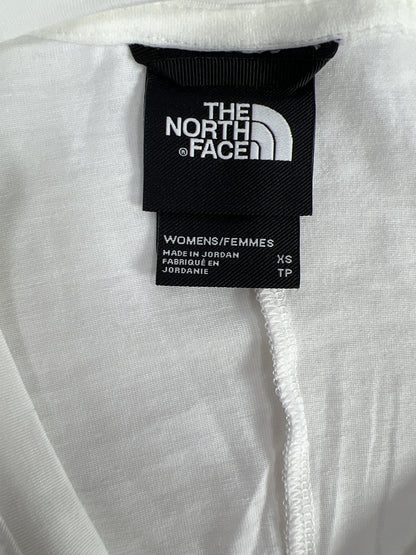 THE
NORTH
® FACE
WOMENS/FEMMES
MADE IN JORDAN XS
FABRIQUÉ EN
JORDANIE TP